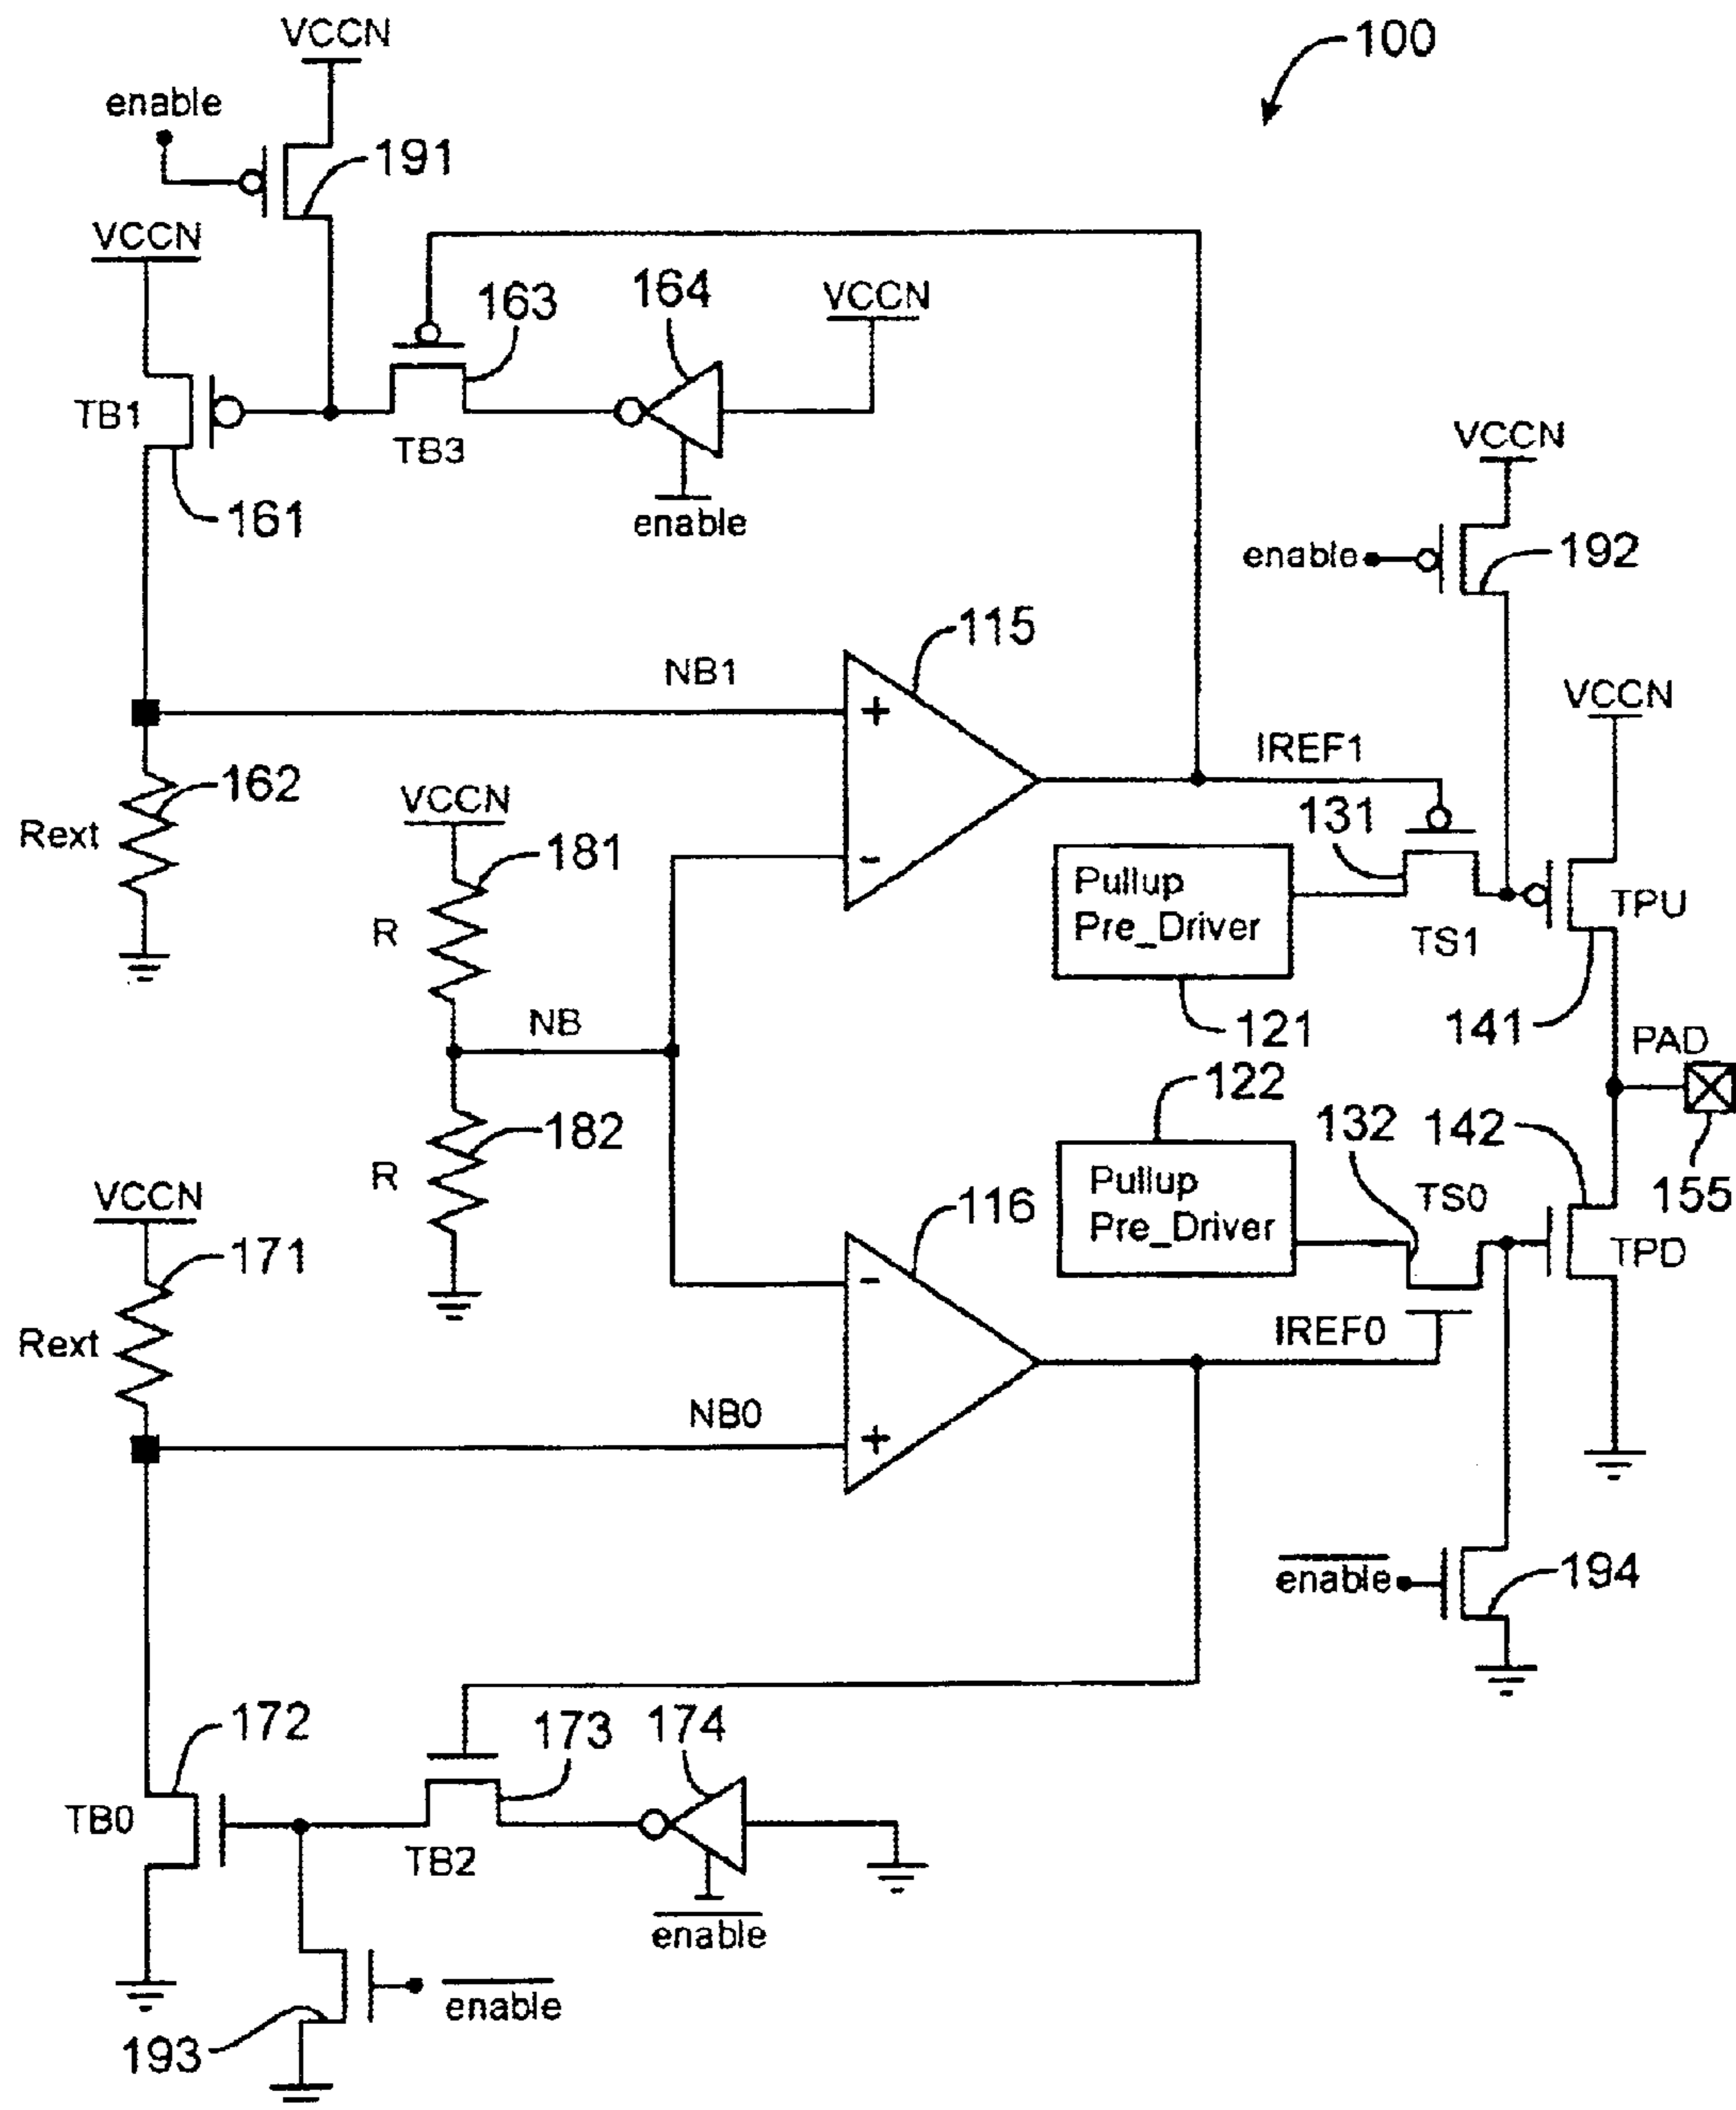 VCCN
100
enable
191
VCCN
163
164
VCCN
TB1
TB3
161
enable
VCCN
enable
192
115
NB1
VCCN
IREF1
162
VCCN
131
Rext
181
Pullup
Pre_Driver
TPU
R
TS1
NB
121
141
PAD
122
182
132
142
R
VCCN
Pullup
Pre_Driver
TS0
155
116
171
TPD
Rext
IREF0
NB0
enable
194
172
173
174
TB0
TB2
enable
enable
193